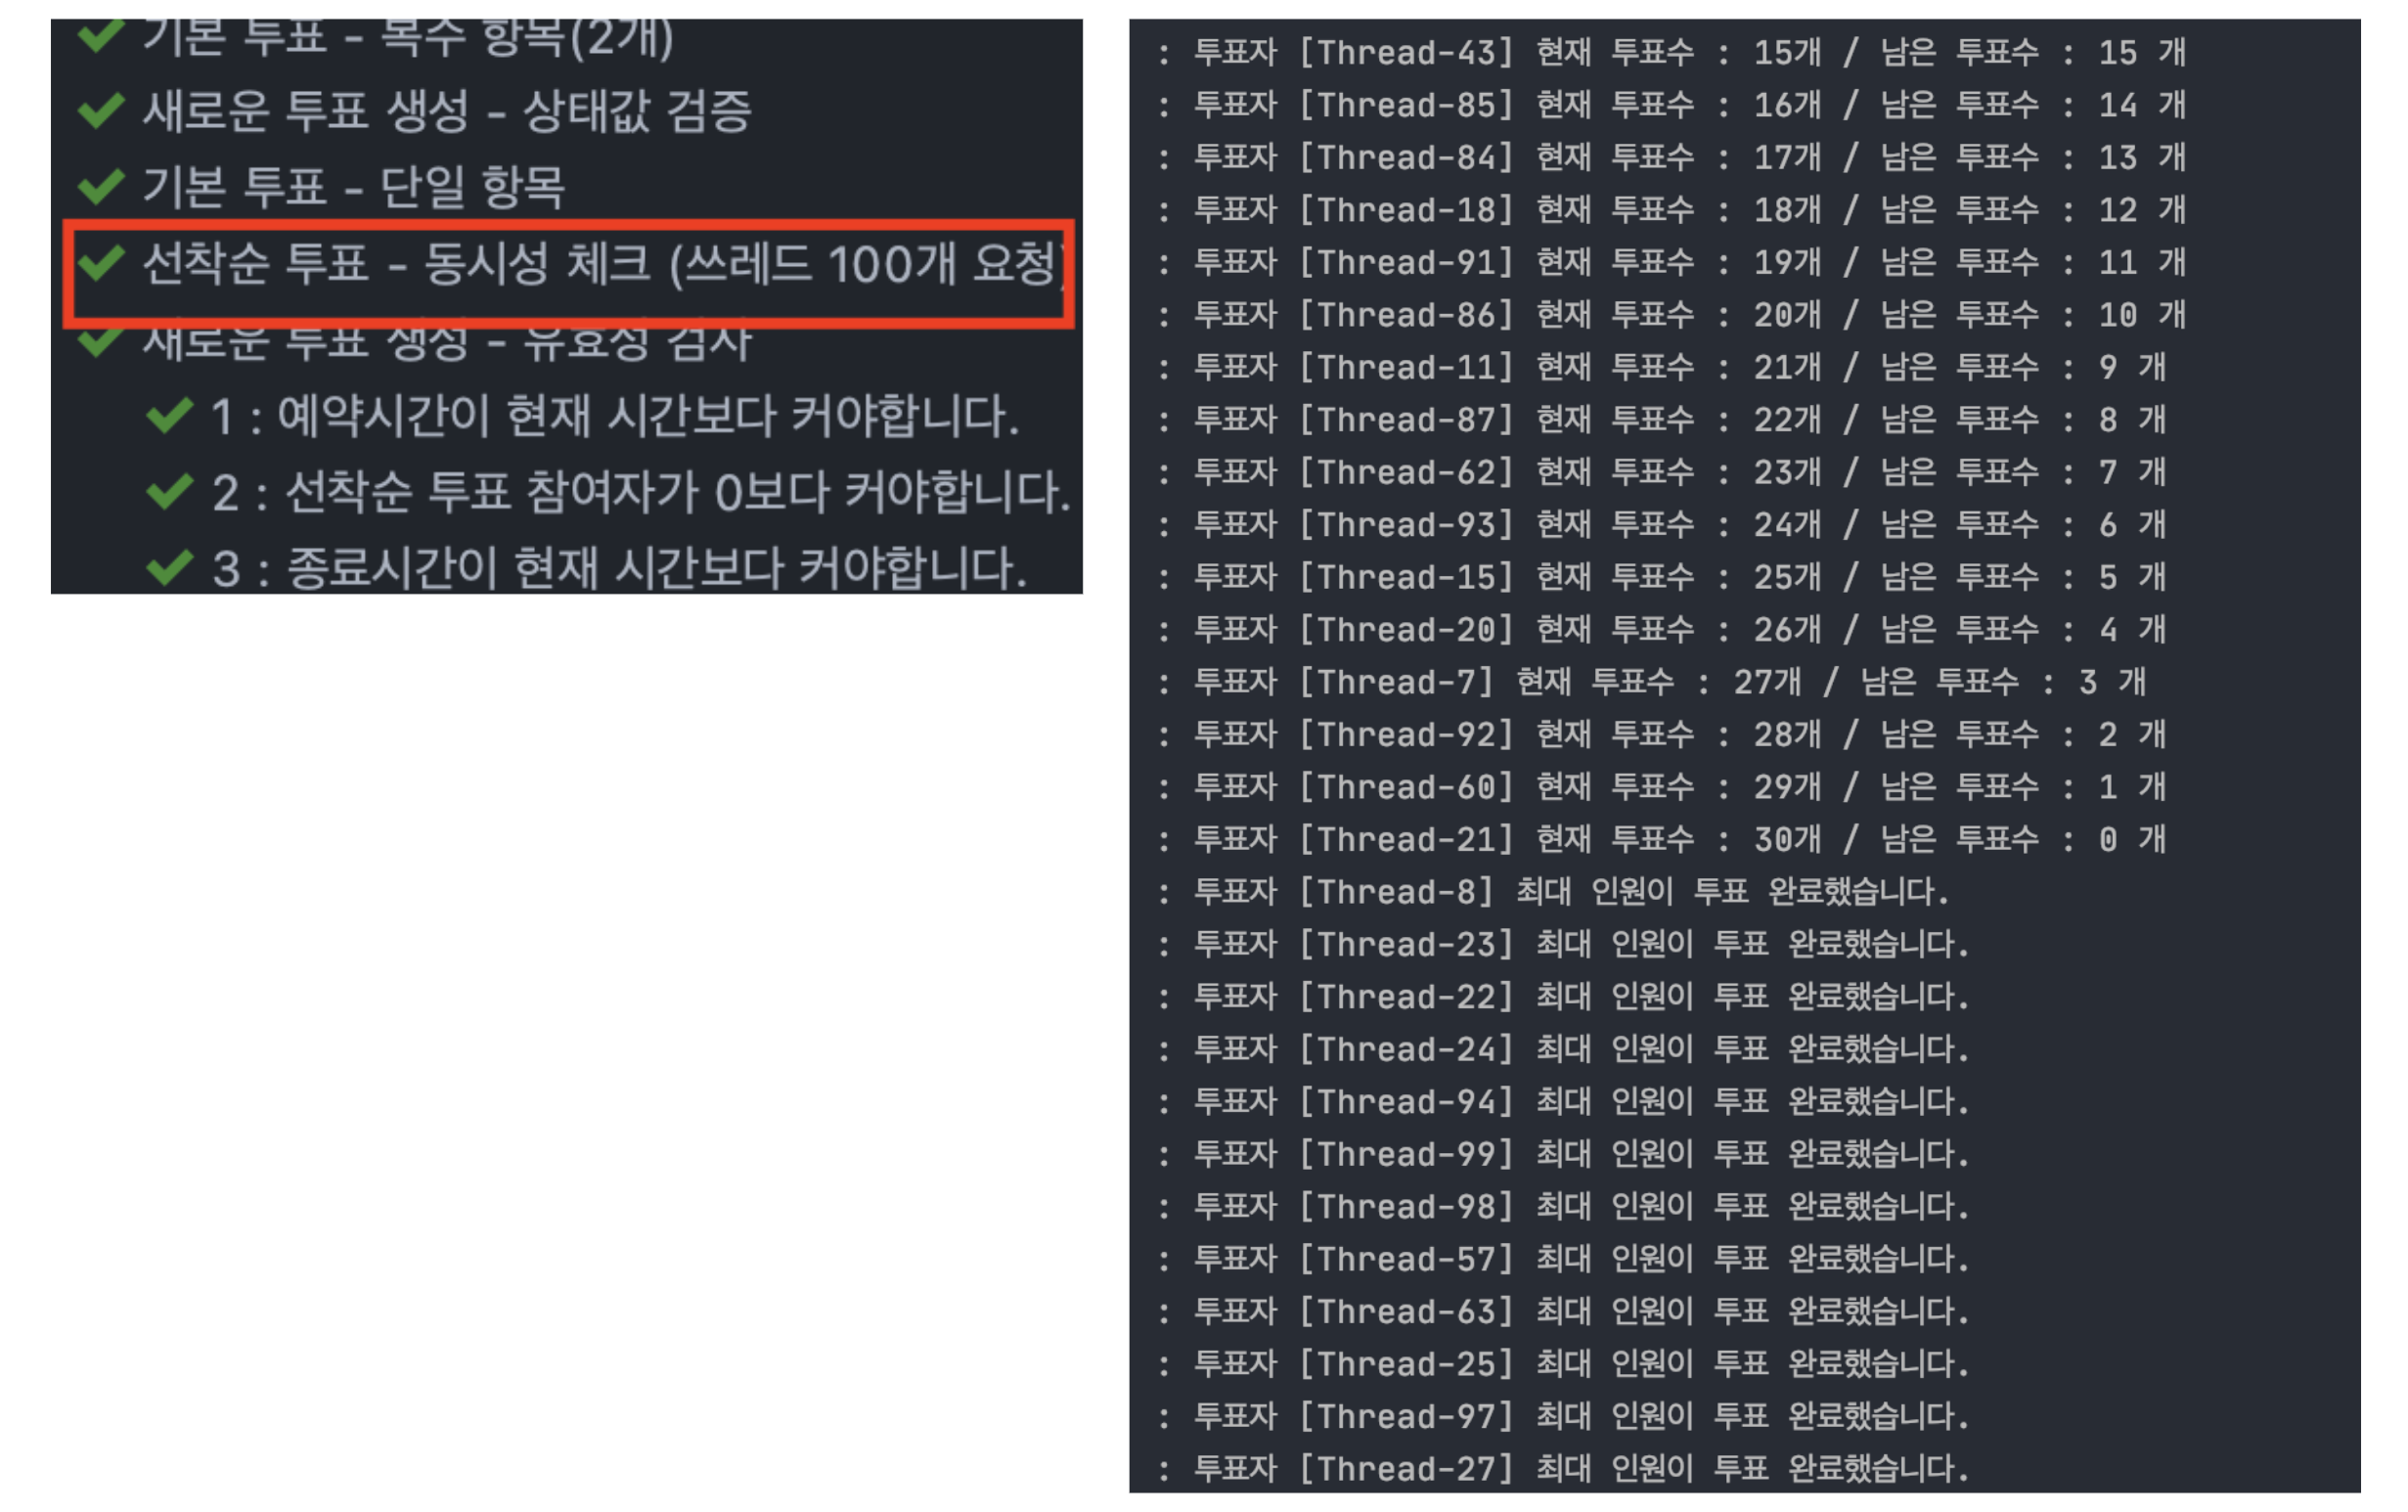 기본 투표 - 복수 항목(2개)
새로운 투표 생성 - 상태값 검증
기본 투표 - 단일 항목
선착순 투표 - 동시성 체크 (쓰레드 100개 요청)
새로운 투표 생성 - 유효성 검사
1 : 예약시간이 현재 시간보다 커야합니다.
2 : 선착순 투표 참여자가 0보다 커야합니다.
3 : 종료시간이 현재 시간보다 커야합니다.
: 투표자 [Thread-43] 현재 투표수 : 15개 / 남은 투표수 : 15 개
: 투표자 [Thread-85] 현재 투표수 : 16개 / 남은 투표수 : 14 개
: 투표자 [Thread-84] 현재 투표수 : 17개 / 남은 투표수 : 13 개
: 투표자 [Thread-18] 현재 투표수 : 18개 / 남은 투표수 : 12 개
: 투표자 [Thread-91] 현재 투표수 : 19개 / 남은 투표수 : 11 개
: 투표자 [Thread-86] 현재 투표수 : 20개 / 남은 투표수 : 10 개
: 투표자 [Thread-11] 현재 투표수 : 21개 / 남은 투표수 : 9 개
: 투표자 [Thread-87] 현재 투표수 : 22개 / 남은 투표수 : 8 개
: 투표자 [Thread-62] 현재 투표수 : 23개 / 남은 투표수 : 7 개
: 투표자 [Thread-93] 현재 투표수 : 24개 / 남은 투표수 : 6 개
: 투표자 [Thread-15] 현재 투표수 : 25개 / 남은 투표수 : 5 개
: 투표자 [Thread-20] 현재 투표수 : 26개 / 남은 투표수 : 4 개
: 투표자 [Thread-7] 현재 투표수 : 27개 / 남은 투표수 : 3 개
: 투표자 [Thread-92] 현재 투표수 : 28개 / 남은 투표수 : 2 개
: 투표자 [Thread-60] 현재 투표수 : 29개 / 남은 투표수 : 1 개
: 투표자 [Thread-21] 현재 투표수 : 30개 / 남은 투표수 : 0 개
: 투표자 [Thread-8] 최대 인원이 투표 완료했습니다.
: 투표자 [Thread-23] 최대 인원이 투표 완료했습니다.
: 투표자 [Thread-22] 최대 인원이 투표 완료했습니다.
: 투표자 [Thread-24] 최대 인원이 투표 완료했습니다.
: 투표자 [Thread-94] 최대 인원이 투표 완료했습니다.
: 투표자 [Thread-99] 최대 인원이 투표 완료했습니다.
: 투표자 [Thread-98] 최대 인원이 투표 완료했습니다.
: 투표자 [Thread-57] 최대 인원이 투표 완료했습니다.
: 투표자 [Thread-63] 최대 인원이 투표 완료했습니다.
: 투표자 [Thread-25] 최대 인원이 투표 완료했습니다.
: 투표자 [Thread-97] 최대 인원이 투표 완료했습니다.
: 투표자 [Thread-27] 최대 인원이 투표 완료했습니다.